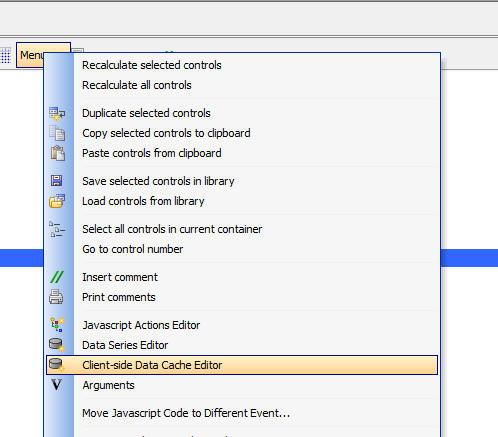 Menu
Recalculate selected controls
Recalculate all controls
Duplicate selected controls
Copy selected controls to clipboard
Paste controls from clipboard
Save selected controls in library
Load controls from library
Select all controls in current container
Go to control number
Insert comment
Print comments
Javascript Actions Editor
Data Series Editor
Client-side Data Cache Editor
V Arguments
Move Javascript Code to Different Event...